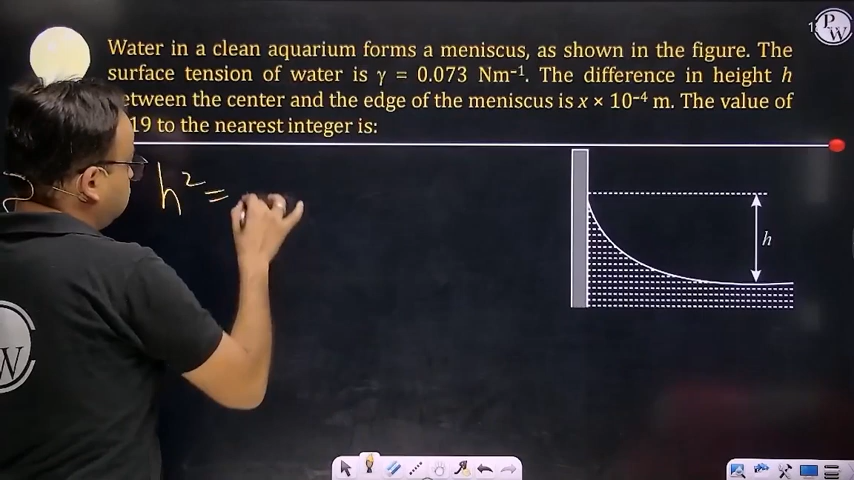 Water in a clean aquarium forms a meniscus, as shown in the figure. The
surface tension of water is γ = 0.073 Nm⁻¹. The difference in height h
between the center and the edge of the meniscus is x × 10⁻⁴ m. The value of
19 to the nearest integer is:
h² =
h
P
W
W